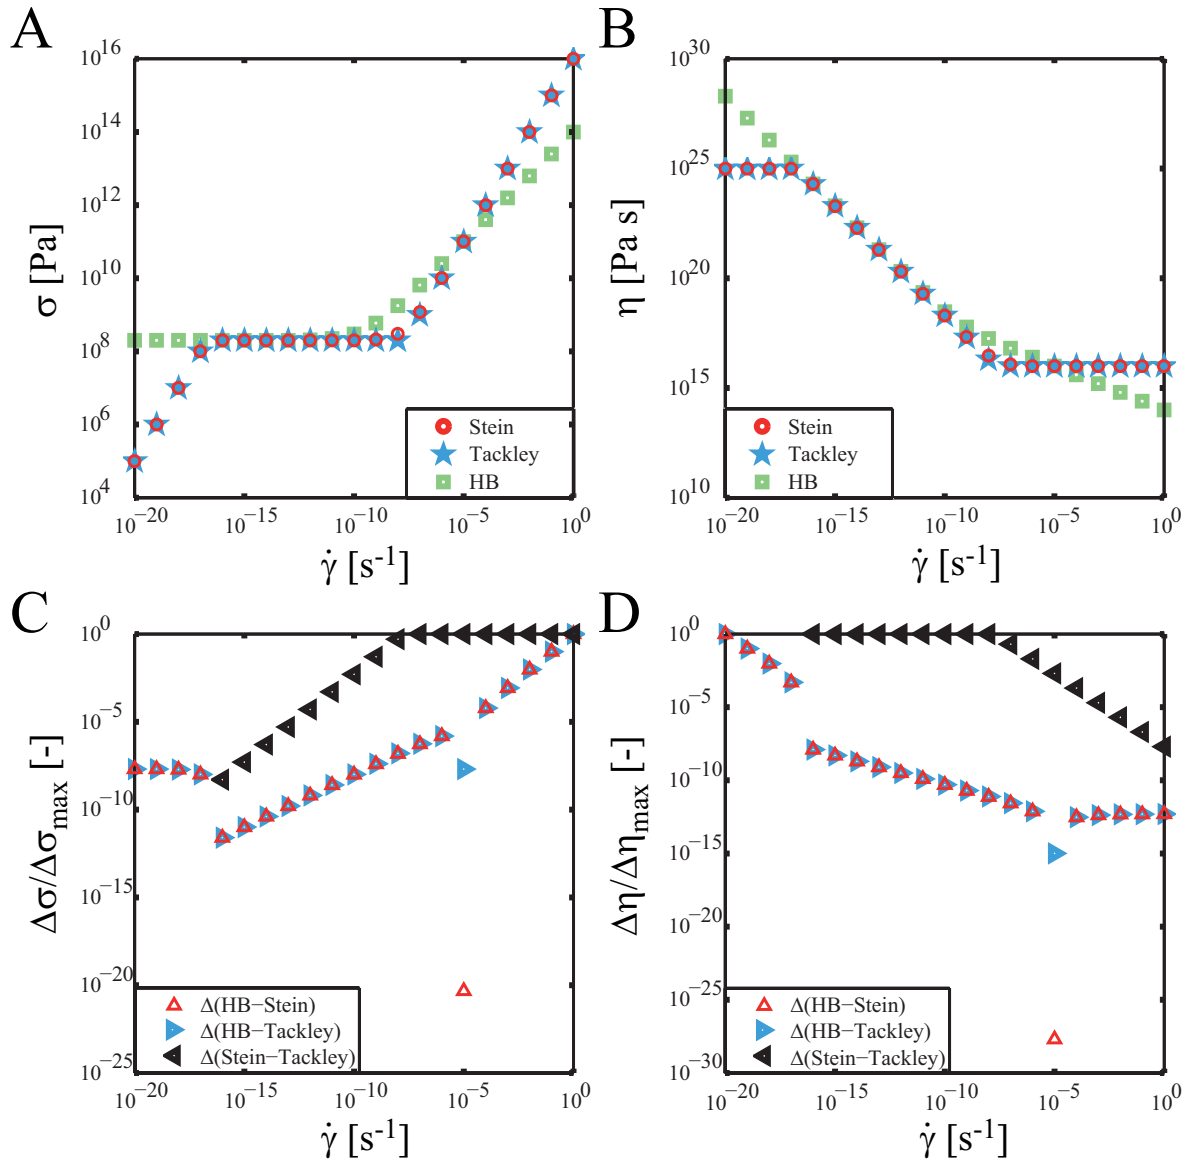 A
σ [Pa]
10^16
10^14
10^12
10^10
10^8
10^6
10^4
10^−20
10^−15
10^−10
10^−5
10^0
γ̇ [s^-1]
Stein
Tackley
HB
B
η [Pa s]
10^30
10^25
10^20
10^15
10^10
10^−20
10^−15
10^−10
10^−5
10^0
γ̇ [s^-1]
Stein
Tackley
HB
C
Δσ/Δσ_max [-]
10^0
10^−5
10^−10
10^−15
10^−20
10^−25
10^−20
10^−15
10^−10
10^−5
10^0
γ̇ [s^-1]
Δ(HB−Stein)
Δ(HB−Tackley)
Δ(Stein−Tackley)
D
Δη/Δη_max [-]
10^0
10^−5
10^−10
10^−15
10^−20
10^−25
10^−30
10^−20
10^−15
10^−10
10^−5
10^0
γ̇ [s^-1]
Δ(HB−Stein)
Δ(HB−Tackley)
Δ(Stein−Tackley)